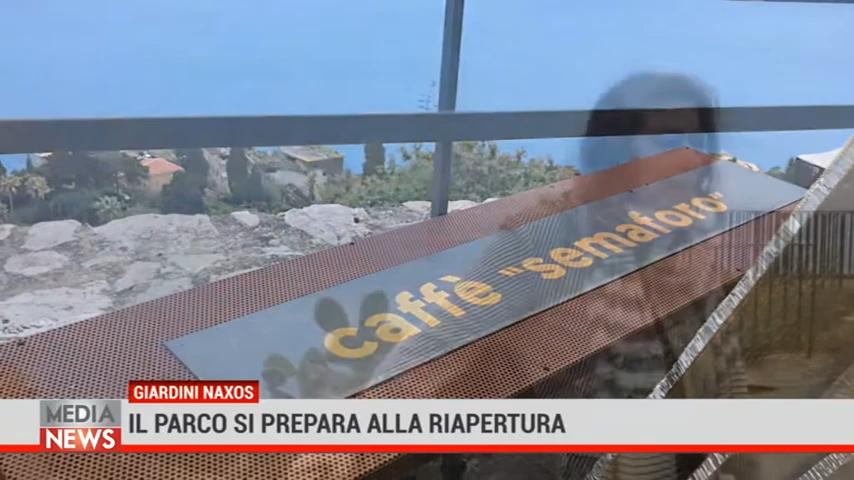 caffè "semaforo"
GIARDINI NAXOS
MEDIA
NEWS
IL PARCO SI PREPARA ALLA RIAPERTURA